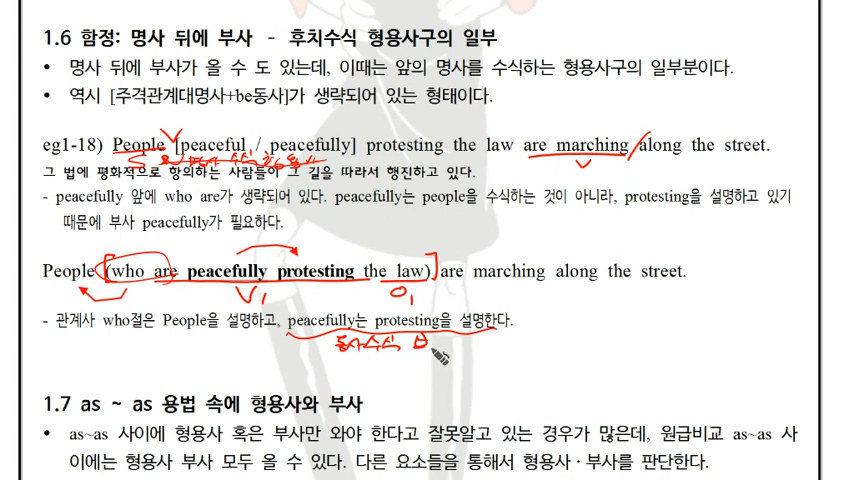 1.6 함정: 명사 뒤에 부사 – 후치수식 형용사구의 일부
• 명사 뒤에 부사가 올 수 도 있는데, 이때는 앞의 명사를 수식하는 형용사구의 일부분이다.
• 역시 [주격관계대명사+be동사]가 생략되어 있는 형태이다.
eg1-18) People [peaceful / peacefully] protesting the law are marching along the street.
S V
그 법에 평화적으로 항의하는 사람들이 그 길을 따라서 행진하고 있다.
- peacefully 앞에 who are가 생략되어 있다. peacefully는 people을 수식하는 것이 아니라, protesting을 설명하고 있기
때문에 부사 peacefully가 필요하다.
People (who are peacefully protesting the law) are marching along the street.
V1 O1
- 관계사 who절은 People을 설명하고, peacefully는 protesting을 설명한다.
동사수식
1.7 as ~ as 용법 속에 형용사와 부사
• as~as 사이에 형용사 혹은 부사만 와야 한다고 잘못알고 있는 경우가 많은데, 원급비교 as~as 사
이에는 형용사 부사 모두 올 수 있다. 다른 요소들을 통해서 형용사 · 부사를 판단한다.